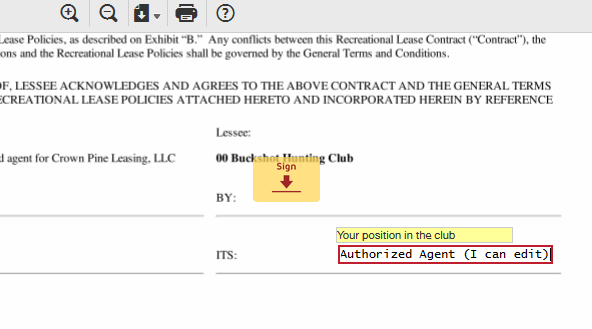 Lease Policies, as described on Exhibit “B.” Any conflicts between this Recreational Lease Contract (“Contract”), the
ons and the Recreational Lease Policies shall be governed by the General Terms and Conditions.
OF, LESSEE ACKNOWLEDGES AND AGREES TO THE ABOVE CONTRACT AND THE GENERAL TERMS
ECREATIONAL LEASE POLICIES ATTACHED HERETO AND INCORPORATED HEREIN BY REFERENCE
Lessee:
d agent for Crown Pine Leasing, LLC
00 Buckshot Hunting Club
Sign
BY:
Your position in the club
ITS:
Authorized Agent (I can edit)